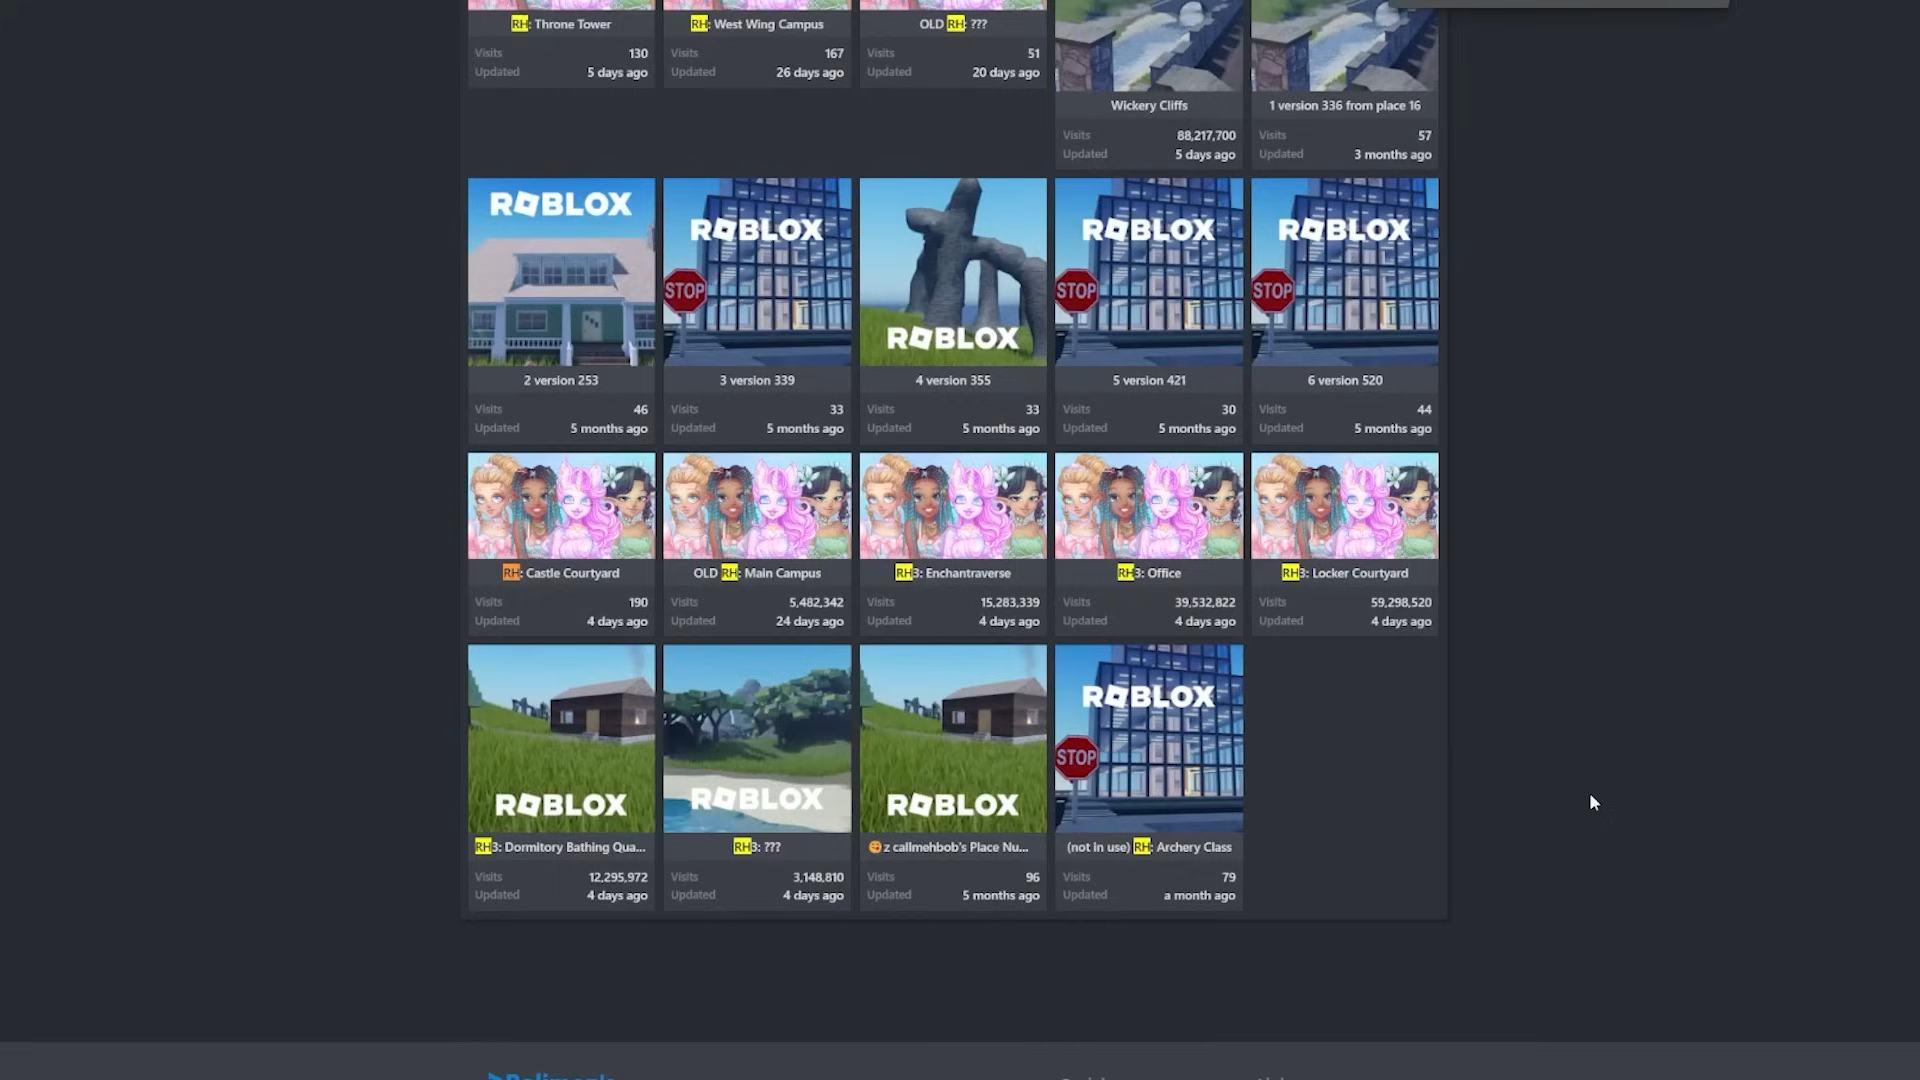 RH: Throne Tower
Visits 130
Updated 5 days ago
RH: West Wing Campus
Visits 167
Updated 26 days ago
OLD RH: ???
Visits 51
Updated 20 days ago
Wickery Cliffs
Visits 88,217,700
Updated 5 days ago
1 version 336 from place 16
Visits 57
Updated 3 months ago
ROBLOX
2 version 253
Visits 46
Updated 5 months ago
ROBLOX
STOP
3 version 339
Visits 33
Updated 5 months ago
ROBLOX
4 version 355
Visits 33
Updated 5 months ago
ROBLOX
STOP
5 version 421
Visits 30
Updated 5 months ago
ROBLOX
STOP
6 version 520
Visits 44
Updated 5 months ago
RH: Castle Courtyard
Visits 190
Updated 4 days ago
OLD RH: Main Campus
Visits 5,482,342
Updated 24 days ago
RH3: Enchantraverse
Visits 15,283,339
Updated 4 days ago
RH3: Office
Visits 39,532,822
Updated 4 days ago
RH3: Locker Courtyard
Visits 59,298,520
Updated 4 days ago
ROBLOX
RH3: Dormitory Bathing Qua...
Visits 12,295,972
Updated 4 days ago
ROBLOX
RH3: ???
Visits 3,148,810
Updated 4 days ago
ROBLOX
😋z callmehbob's Place Nu...
Visits 96
Updated 5 months ago
ROBLOX
STOP
(not in use) RH: Archery Class
Visits 79
Updated a month ago